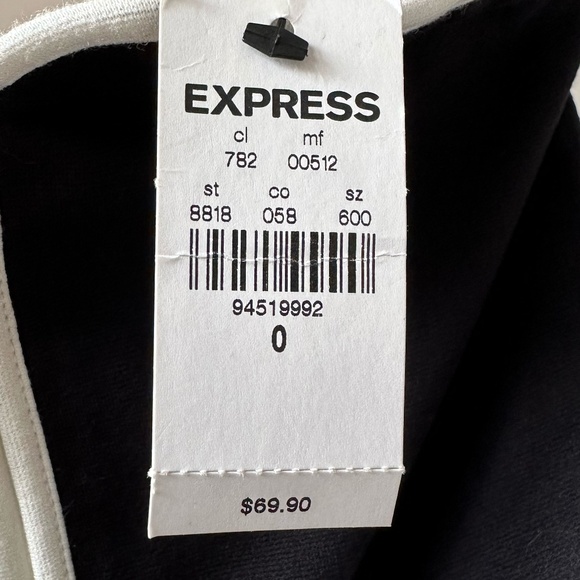 EXPRESS
cl mf
782 00512
st co sz
8818 058 600
94519992
0
$69.90